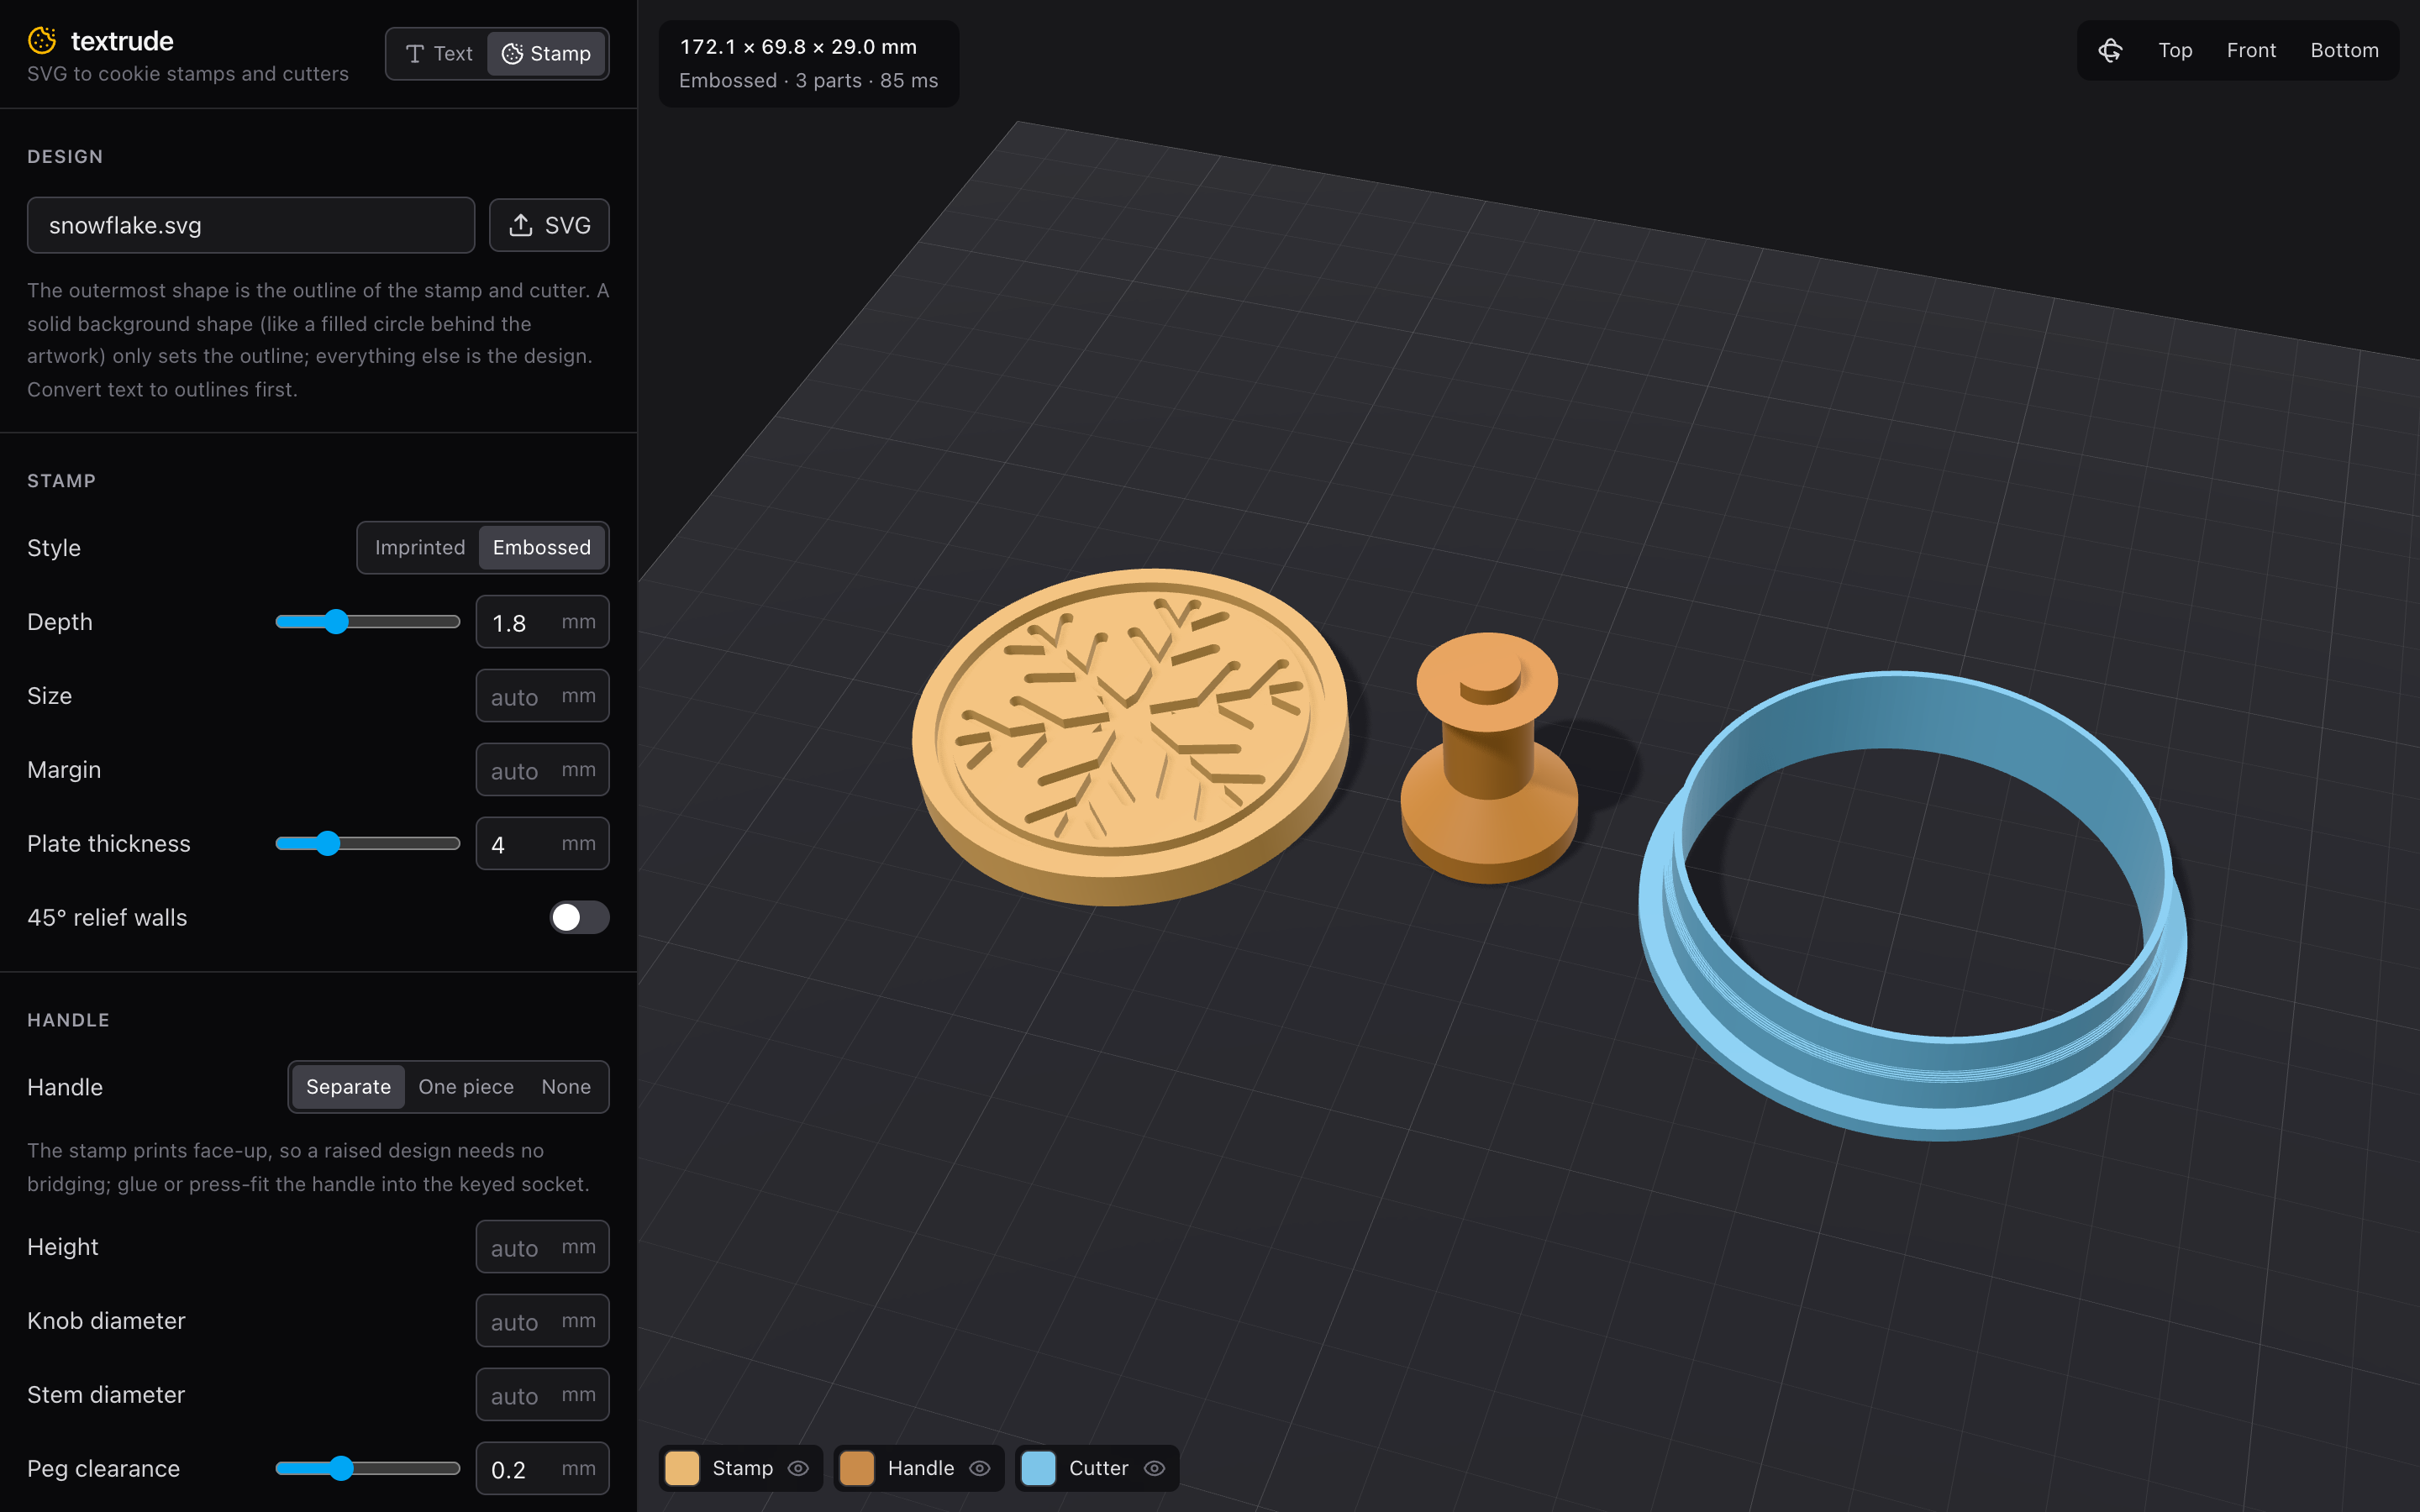 textrude
SVG to cookie stamps and cutters
Text
Stamp
DESIGN
snowflake.svg
SVG
The outermost shape is the outline of the stamp and cutter. A
solid background shape (like a filled circle behind the
artwork) only sets the outline; everything else is the design.
Convert text to outlines first.
STAMP
Style
Imprinted
Embossed
Depth
1.8 mm
Size
auto mm
Margin
auto mm
Plate thickness
4 mm
45° relief walls
HANDLE
Handle
Separate
One piece
None
The stamp prints face-up, so a raised design needs no
bridging; glue or press-fit the handle into the keyed socket.
Height
auto mm
Knob diameter
auto mm
Stem diameter
auto mm
Peg clearance
0.2 mm
172.1 × 69.8 × 29.0 mm
Embossed · 3 parts · 85 ms
Top
Front
Bottom
Stamp
Handle
Cutter